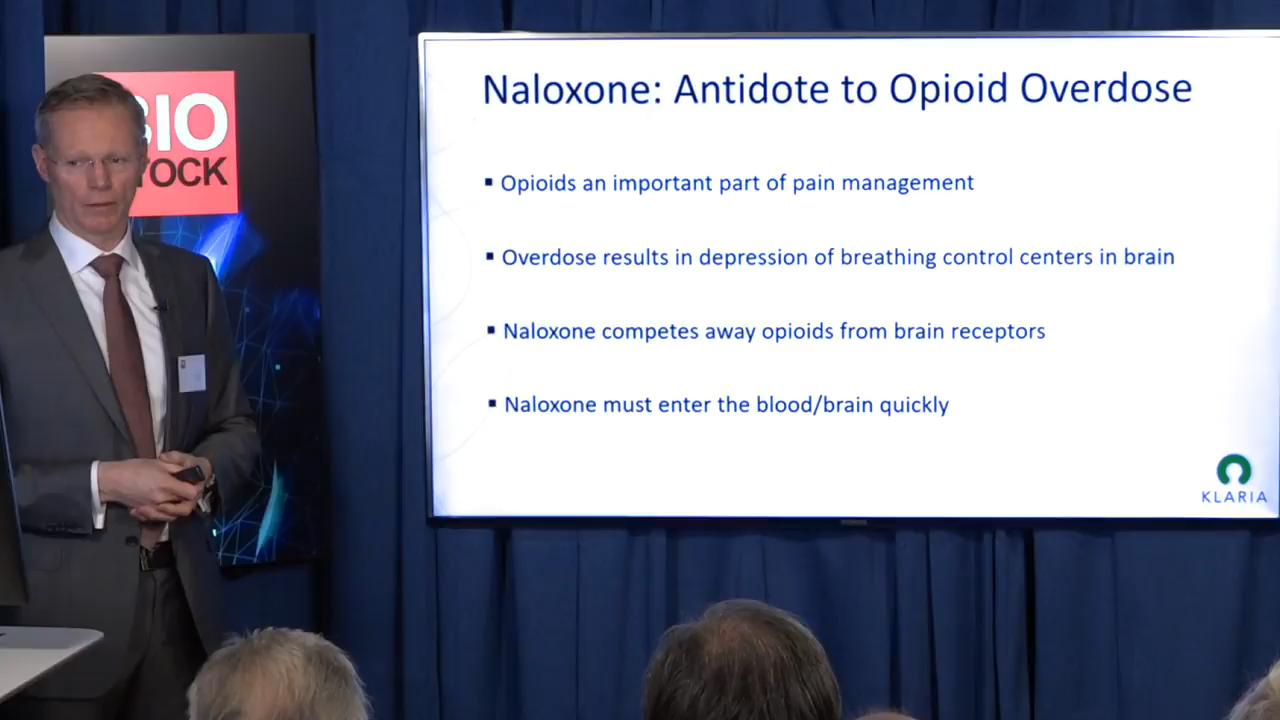 BIO
TOCK
Naloxone: Antidote to Opioid Overdose
▪ Opioids an important part of pain management
▪ Overdose results in depression of breathing control centers in brain
▪ Naloxone competes away opioids from brain receptors
▪ Naloxone must enter the blood/brain quickly
KLARIA